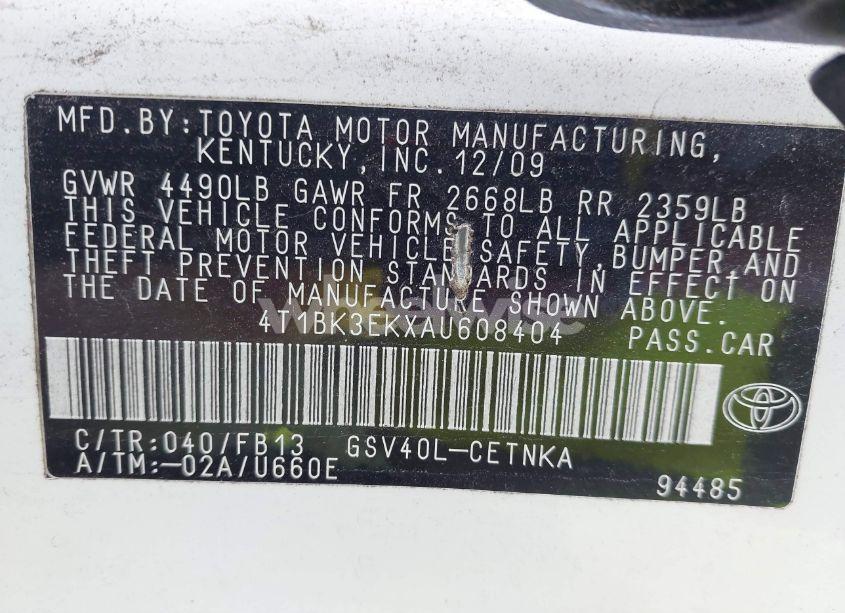 MFD.BY:TOYOTA MOTOR MANUFACTURING,
KENTUCKY,INC.12/09
GVWR 4490LB GAWR FR 2668LB RR 2359LB
THIS VEHICLE CONFORMS TO ALL APPLICABLE
FEDERAL MOTOR VEHICLE SAFETY,BUMPER,AND
THEFT PREVENTION STANDARDS IN EFFECT ON
THE DATE OF MANUFACTURE SHOWN ABOVE.
4T1BK3EKXAU608404 PASS.CAR
C/TR:040/FB13 GSV40L-CETNKA
A/TM:-02A/U660E
94485